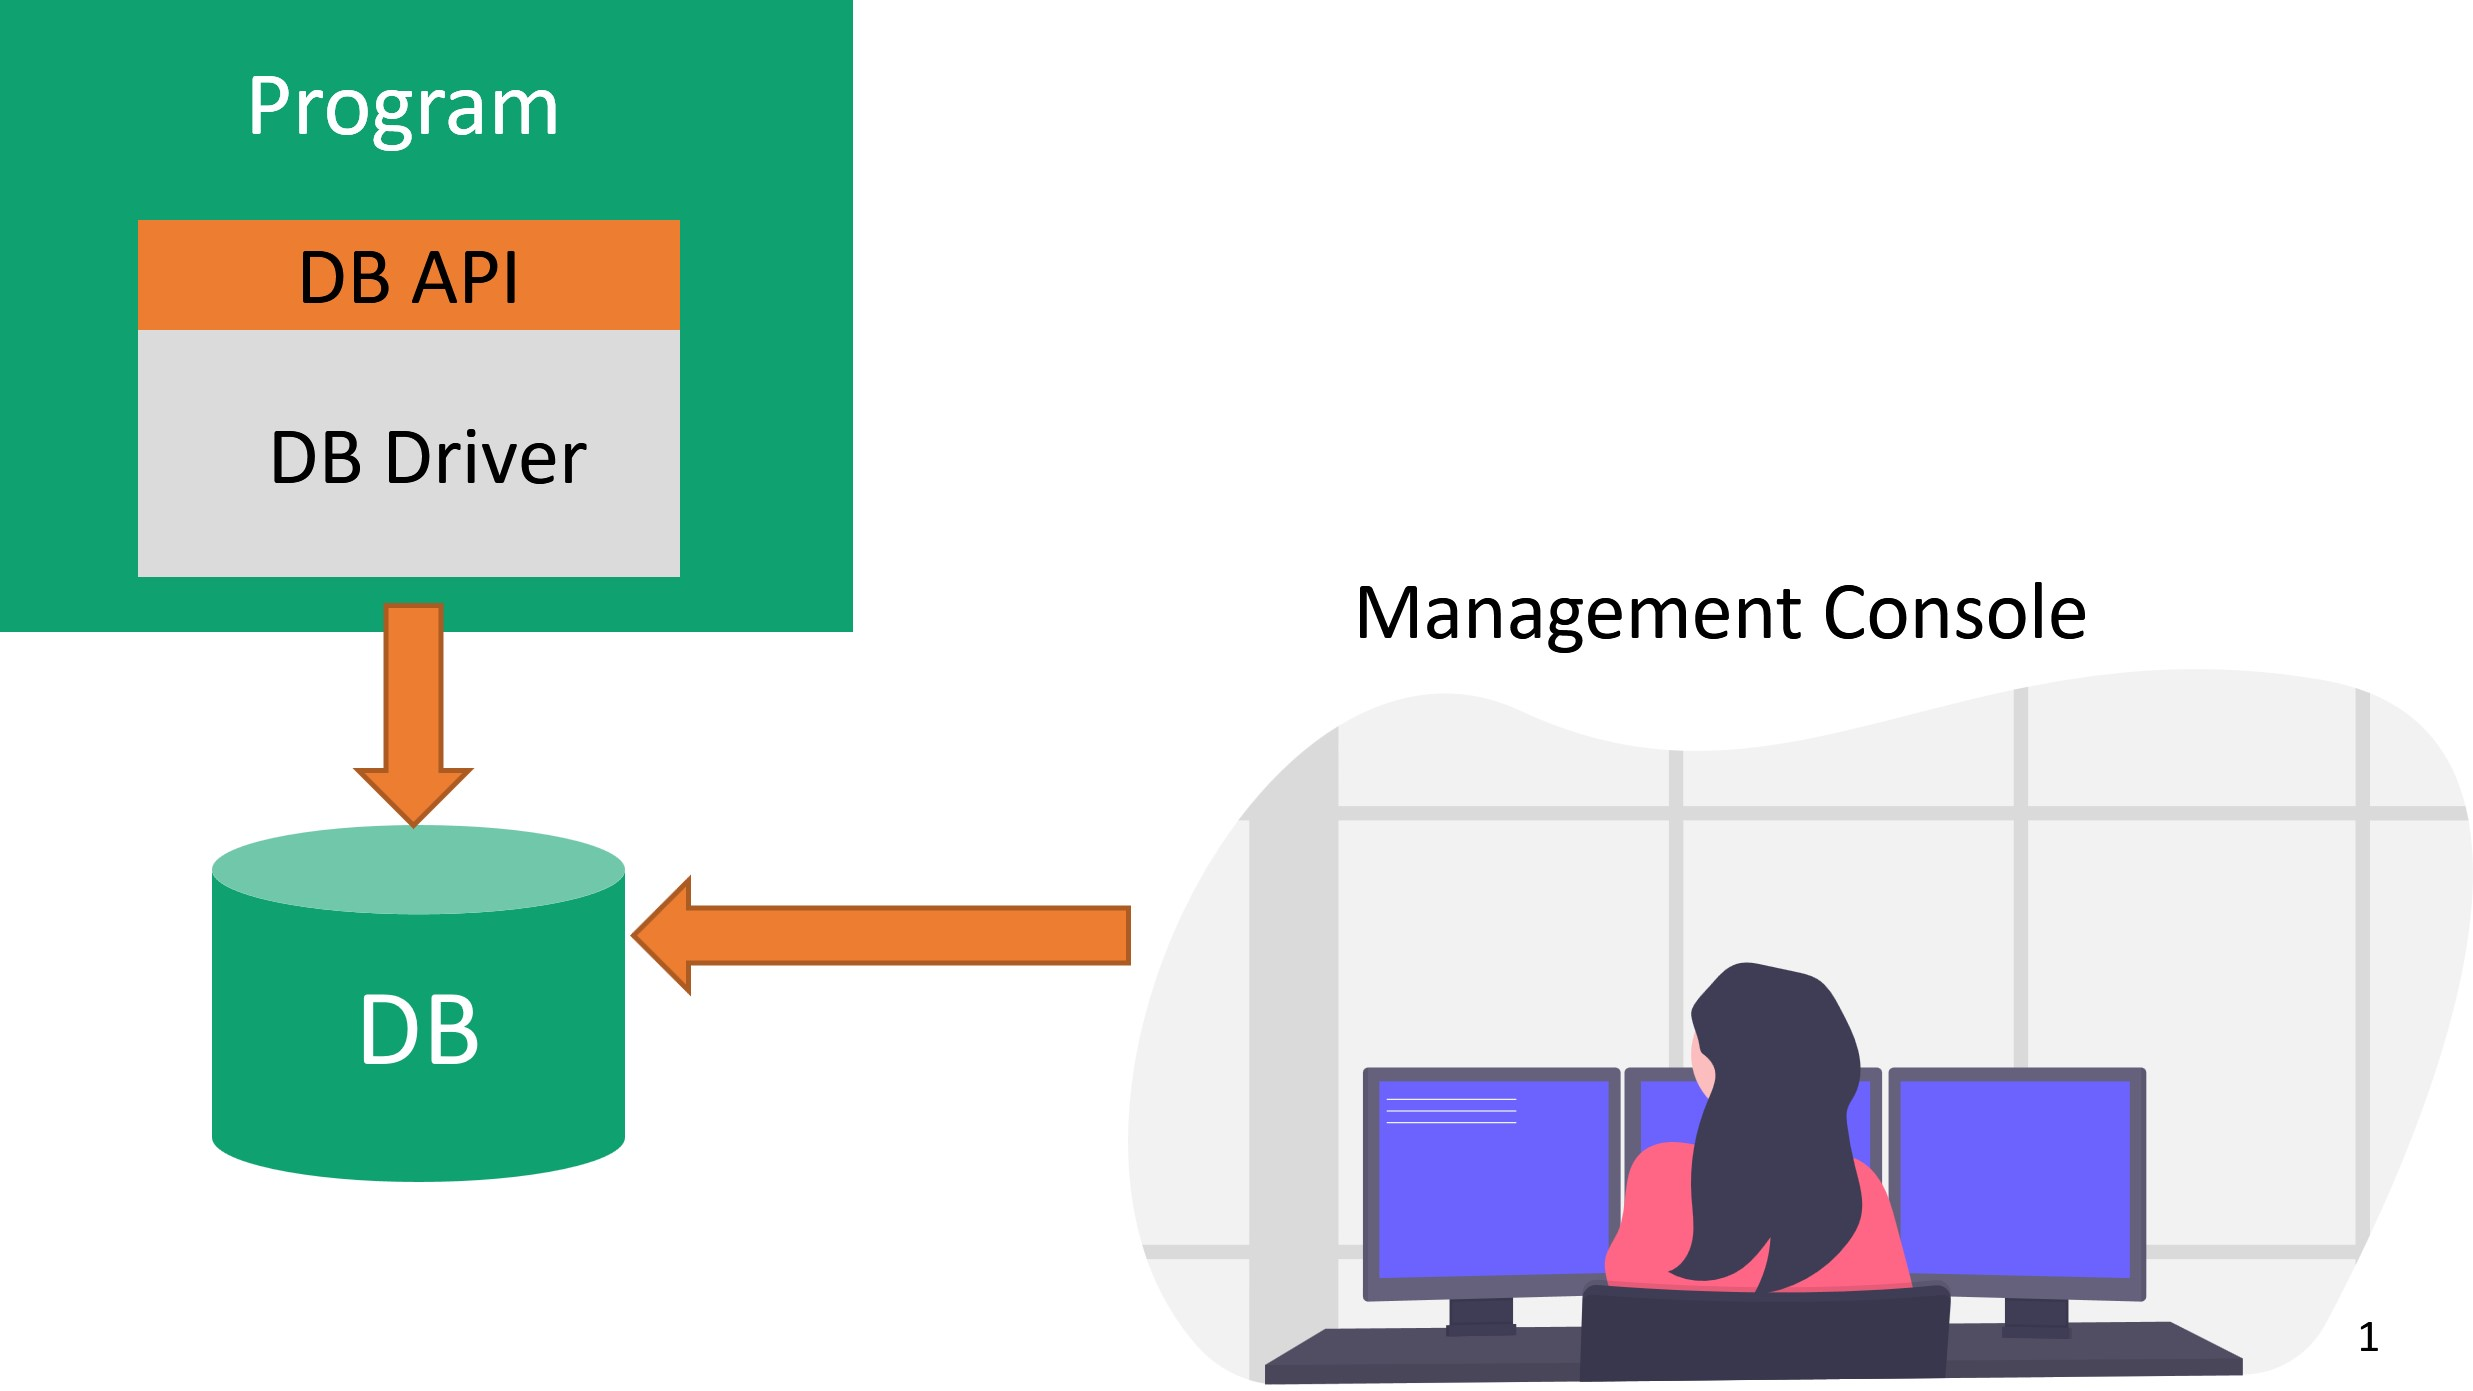 Program
DB API
DB Driver
Management Console
DB
1